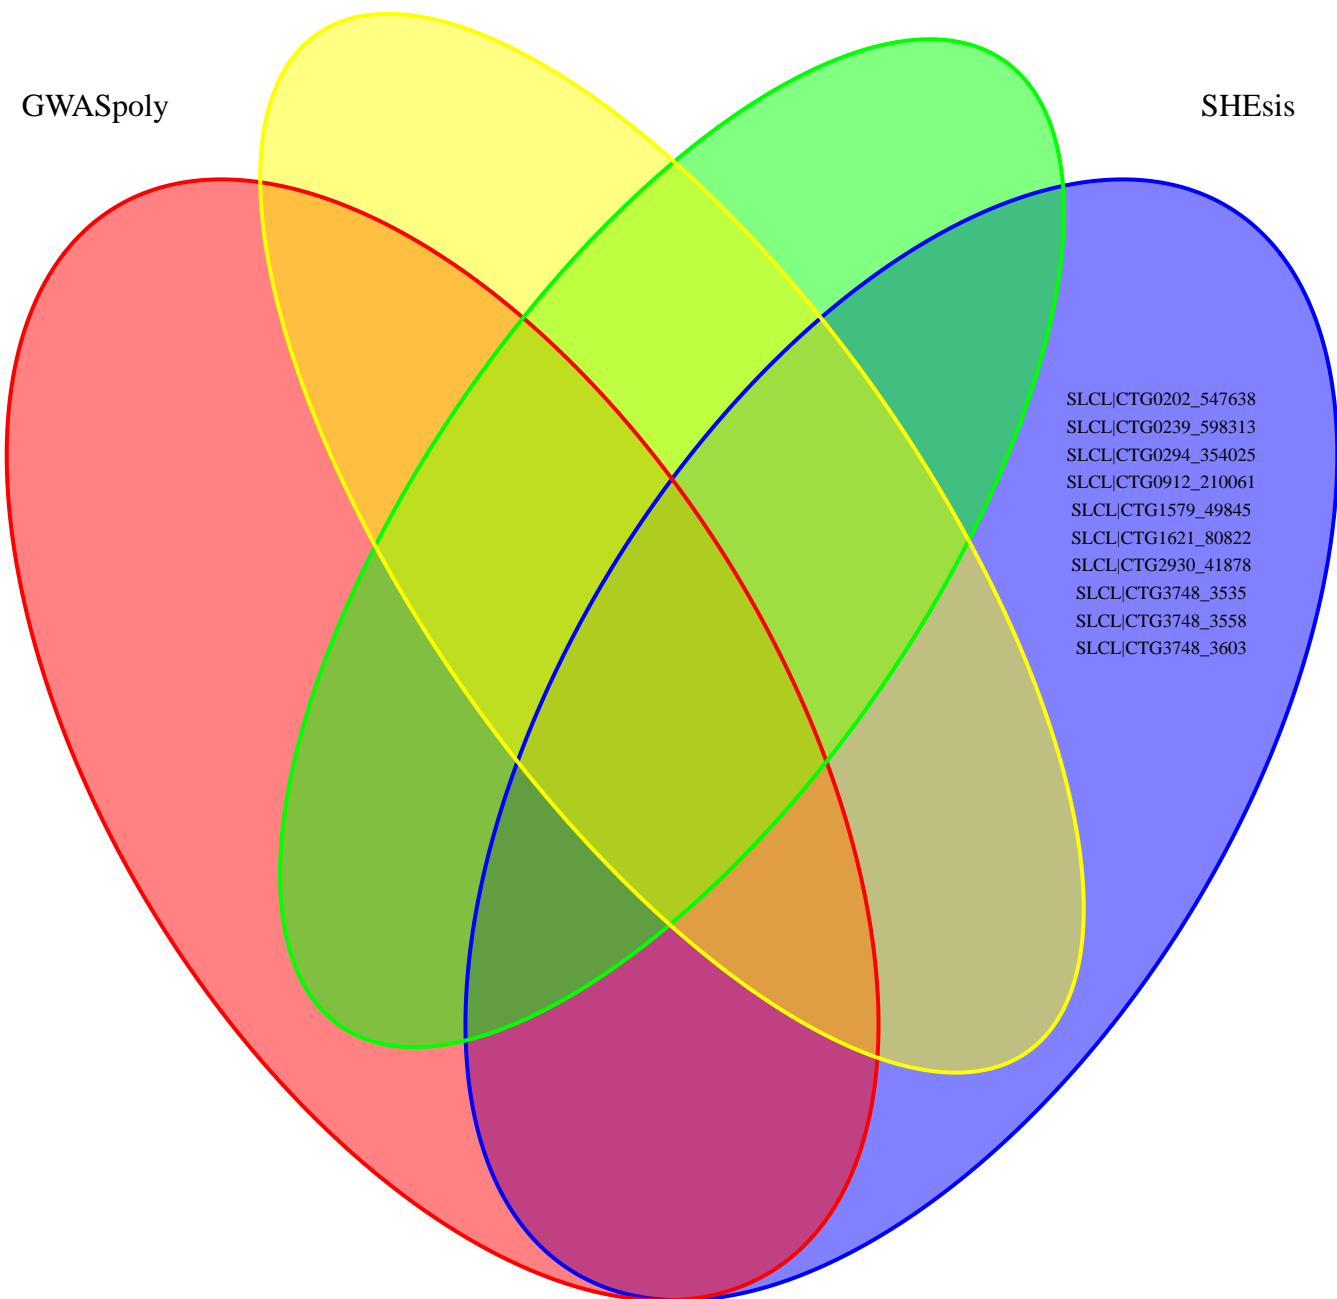 GWASpoly
SHEsis
SLCL|CTG0202_547638
SLCL|CTG0239_598313
SLCL|CTG0294_354025
SLCL|CTG0912_210061
SLCL|CTG1579_49845
SLCL|CTG1621_80822
SLCL|CTG2930_41878
SLCL|CTG3748_3535
SLCL|CTG3748_3558
SLCL|CTG3748_3603